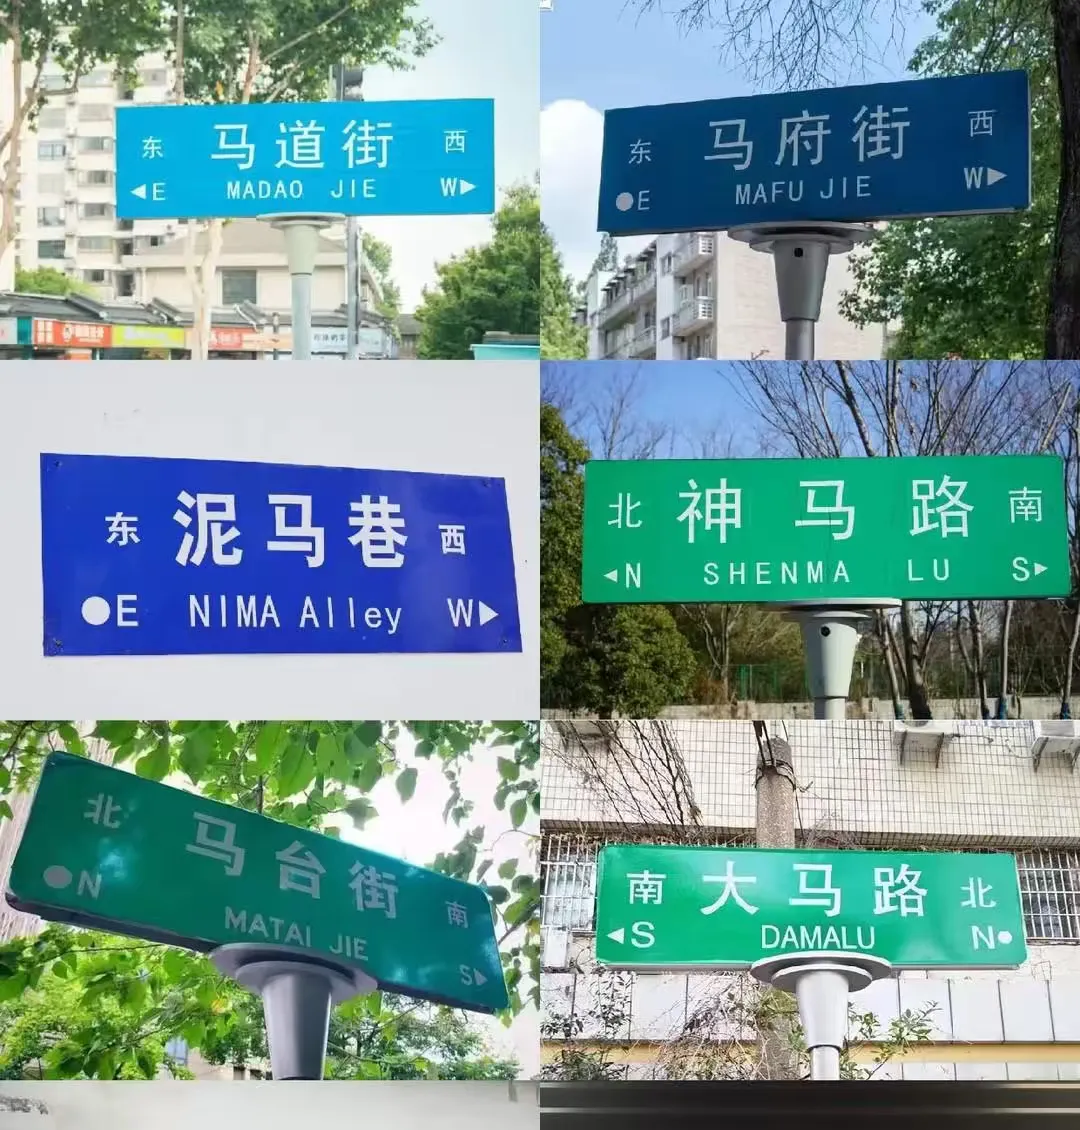 东 马道街 西
◀E MADAO JIE W▶
东 马府街 西
●E MAFU JIE W▶
东 泥马巷 西
●E NIMA Alley W▶
北 神马路 南
◀N SHENMA LU S▶
北 马台街 南
●N MATAI JIE S▶
南 大马路 北
◀S DAMALU N●